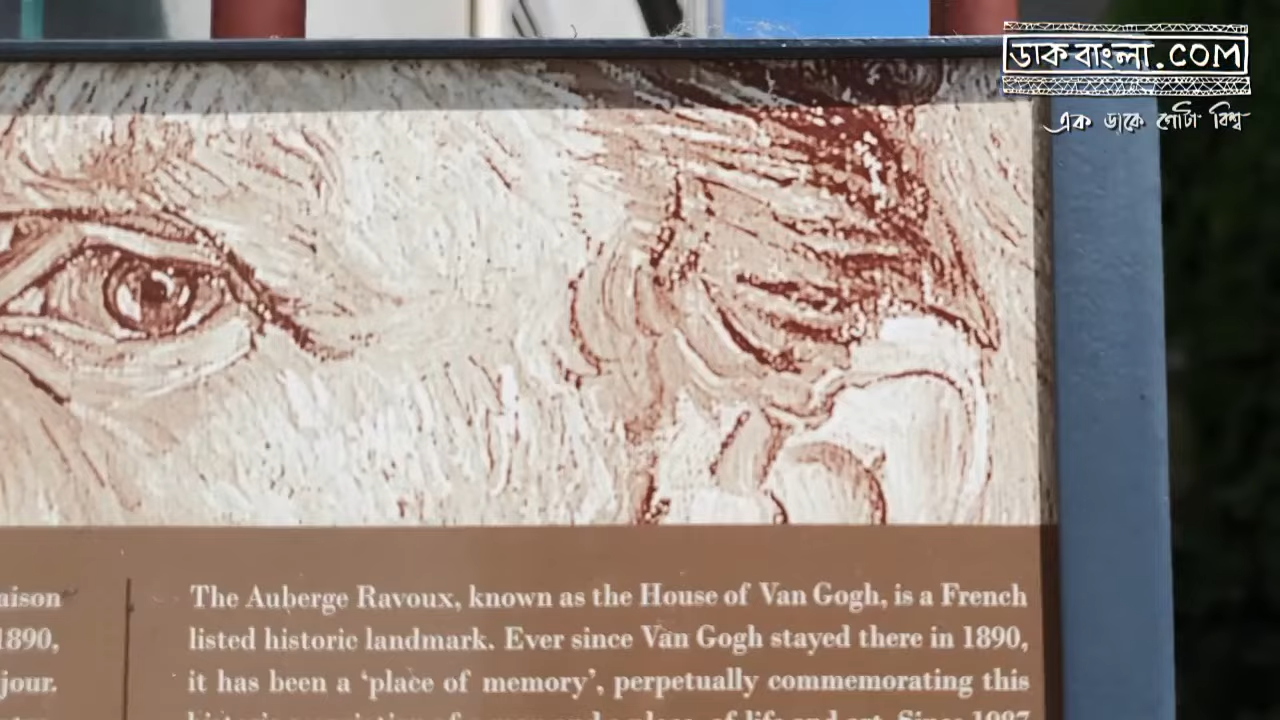 ডাকবাংলা.COM
এক ডাকে গোটা বিশ্ব
aison
1890,
jour.
The Auberge Ravoux, known as the House of Van Gogh, is a French
listed historic landmark. Ever since Van Gogh stayed there in 1890,
it has been a ‘place of memory’, perpetually commemorating this